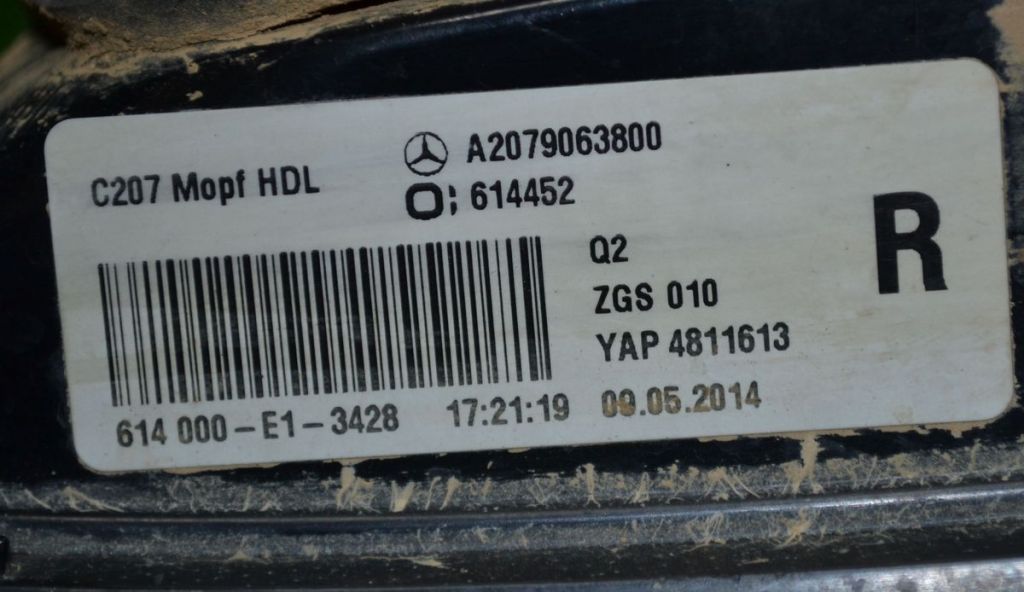 C207 Mopf HDL
A2079063800
O; 614452
R
Q2
ZGS 010
YAP 4811613
614 000-E1-3428 17:21:19 09.05.2014